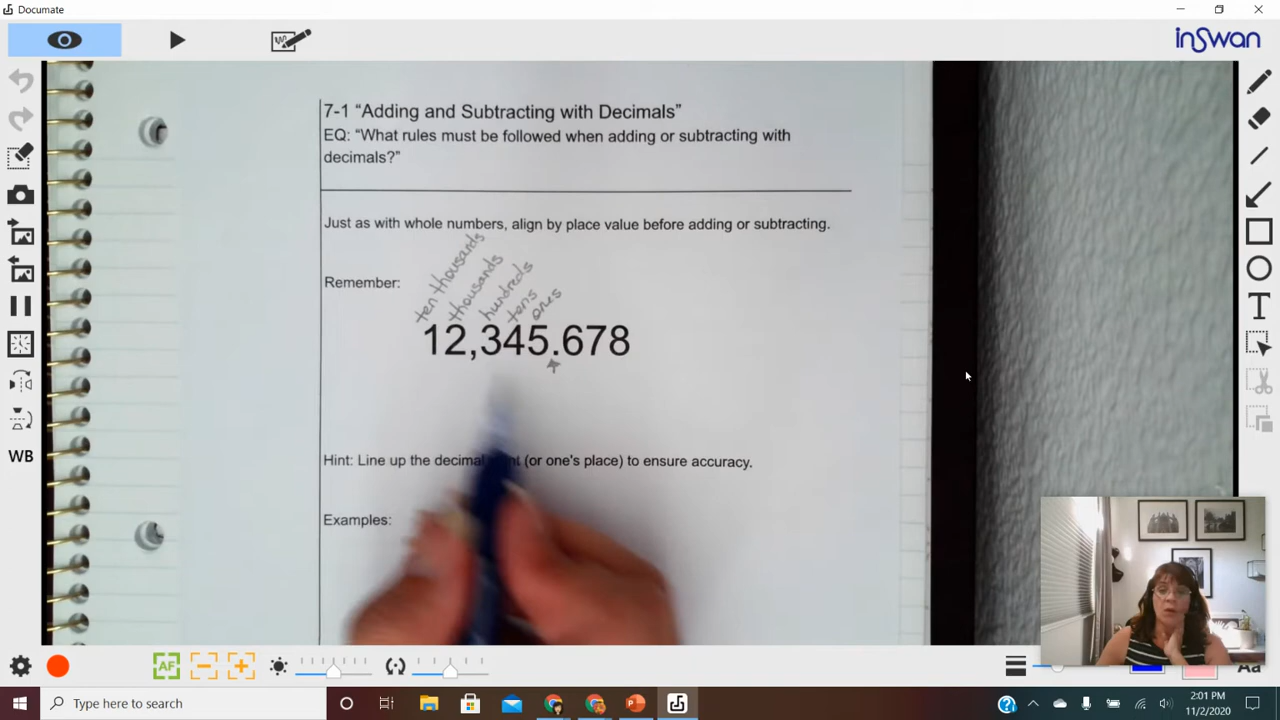 Documate
inSwan
7-1 “Adding and Subtracting with Decimals”
EQ: “What rules must be followed when adding or subtracting with
decimals?”
Just as with whole numbers, align by place value before adding or subtracting.
Remember:
ten thousands
thousands
hundreds
tens
ones
12,345.678
Hint: Line up the decimal (or one's place) to ensure accuracy.
Examples:
WB
T
AF
Aa
Type here to search
2:01 PM
11/2/2020